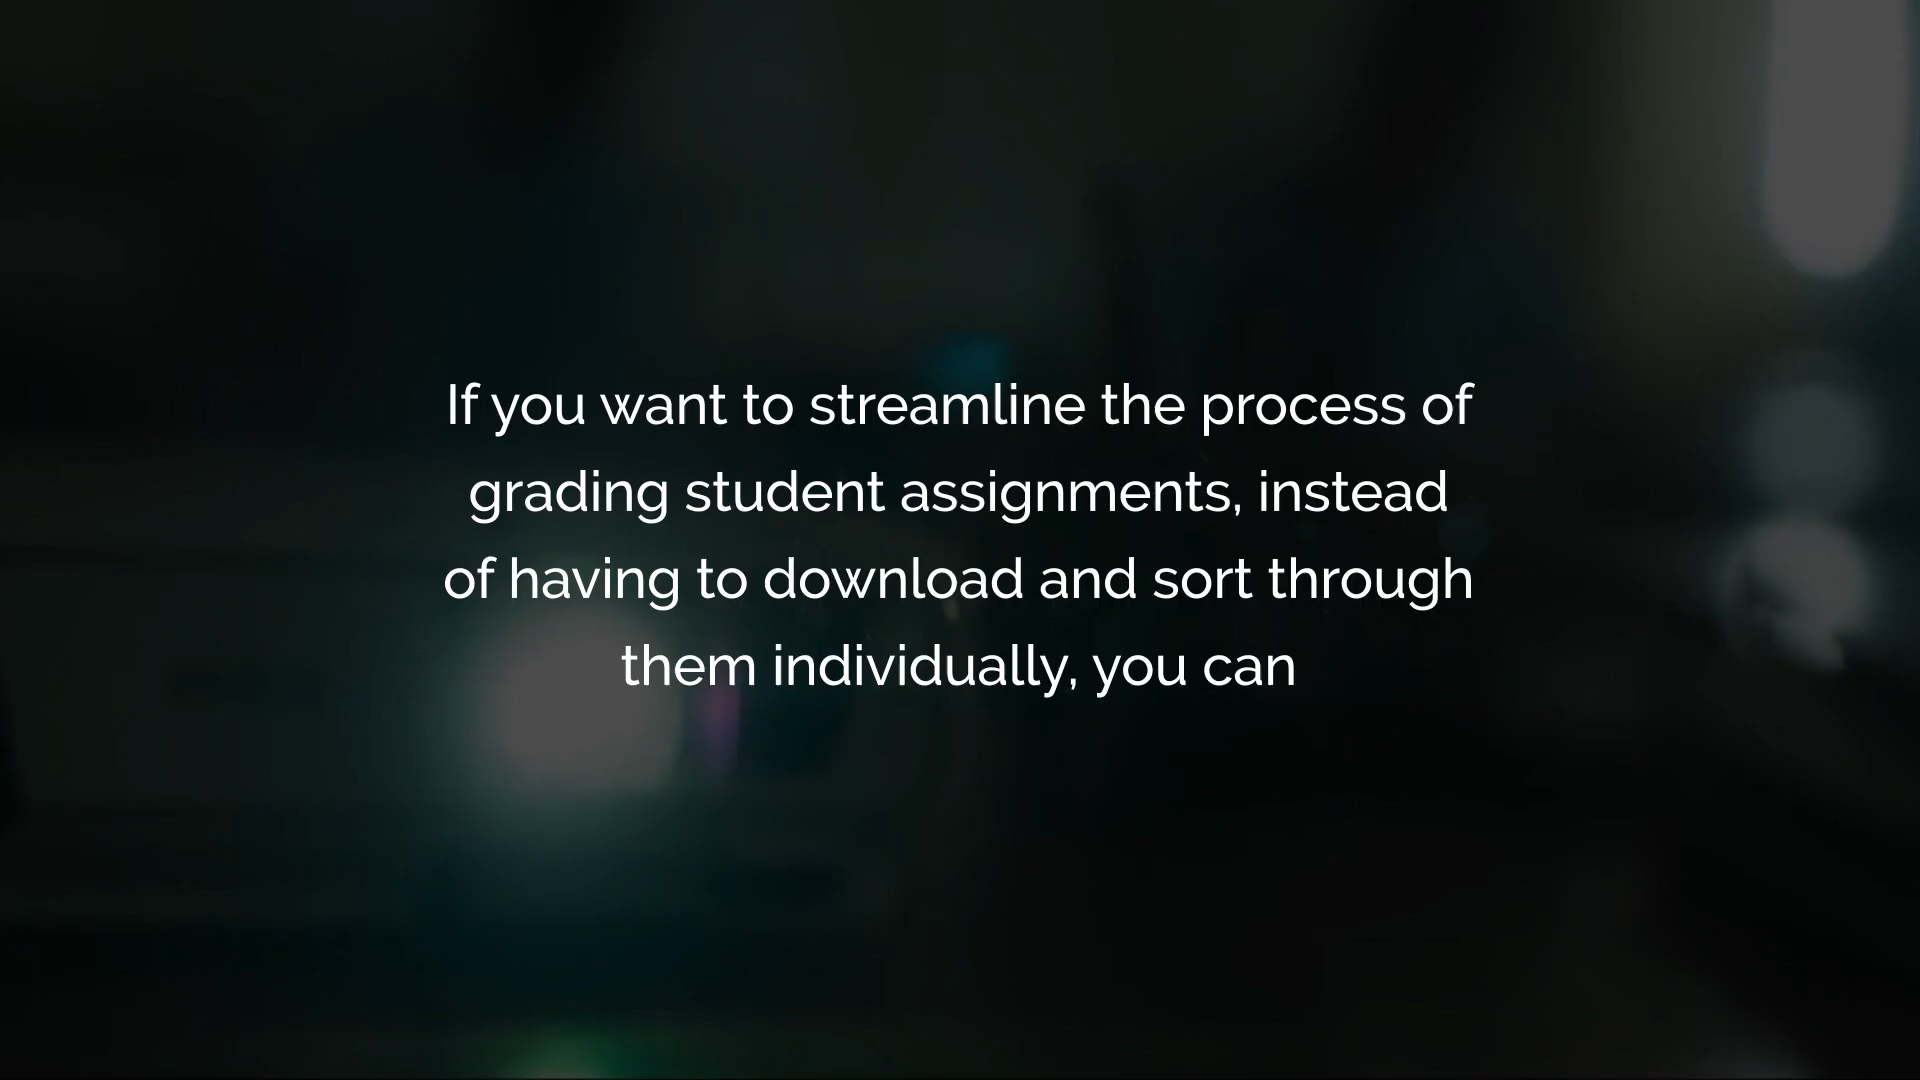 If you want to streamline the process of
grading student assignments, instead
of having to download and sort through
them individually, you can